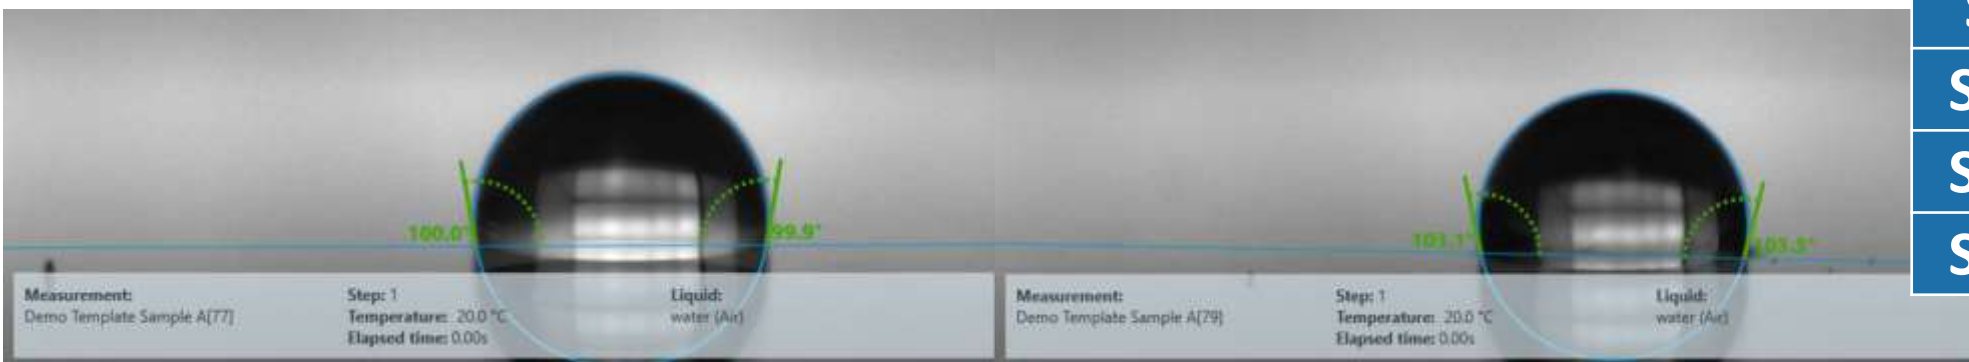 100.0°
99.9°
Measurement:
Demo Template Sample A[77]
Step: 1
Temperature: 20.0 °C
Elapsed time: 0.00s
Liquid:
water (Air)
103.1°
Measurement:
Demo Template Sample A[79]
Step: 1
Temperature: 20.0 °C
Elapsed time: 0.00s
Liquid:
water (Air)
S
S
S